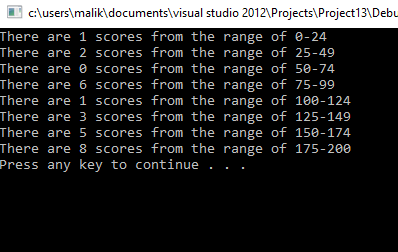 c:\users\malik\documents\visual studio 2012\Projects\Project13\Debu
There are 1 scores from the range of 0-24
There are 2 scores from the range of 25-49
There are 0 scores from the range of 50-74
There are 6 scores from the range of 75-99
There are 1 scores from the range of 100-124
There are 3 scores from the range of 125-149
There are 5 scores from the range of 150-174
There are 8 scores from the range of 175-200
Press any key to continue . . .